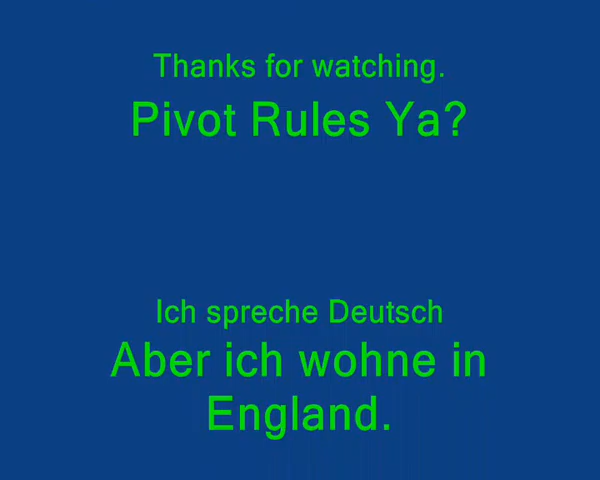 Thanks for watching.
Pivot Rules Ya?
Ich spreche Deutsch
Aber ich wohne in
England.